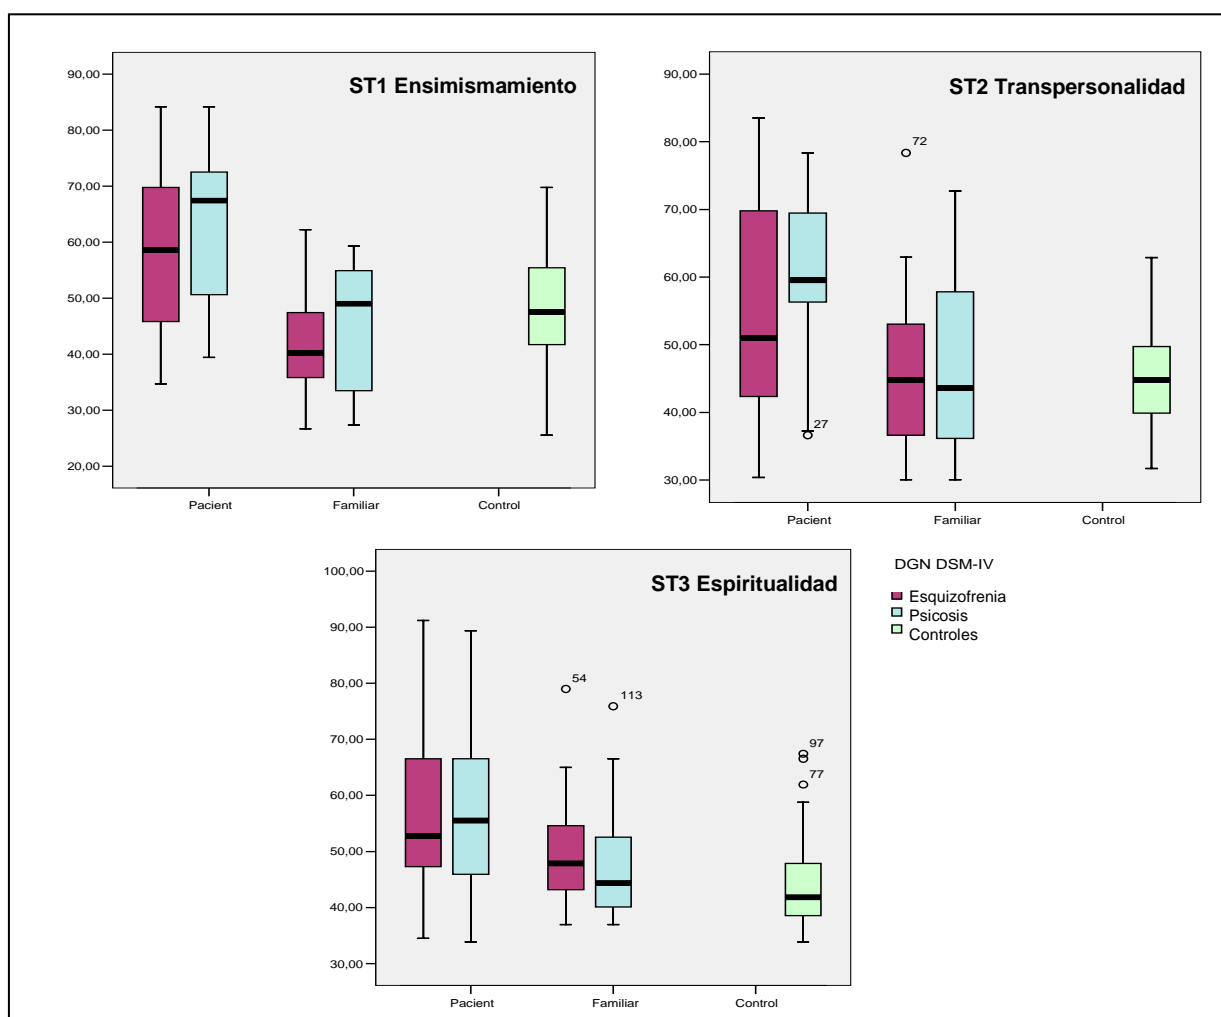 ST1 Ensimismamiento
90,00
80,00
70,00
60,00
50,00
40,00
30,00
20,00
Pacient Familiar Control
ST2 Transpersonalidad
90,00
80,00
70,00
60,00
50,00
40,00
30,00
72
27
Pacient Familiar Control
ST3 Espiritualidad
100,00
90,00
80,00
70,00
60,00
50,00
40,00
30,00
54
113
97
77
Pacient Familiar Control
DGN DSM-IV
Esquizofrenia
Psicosis
Controles